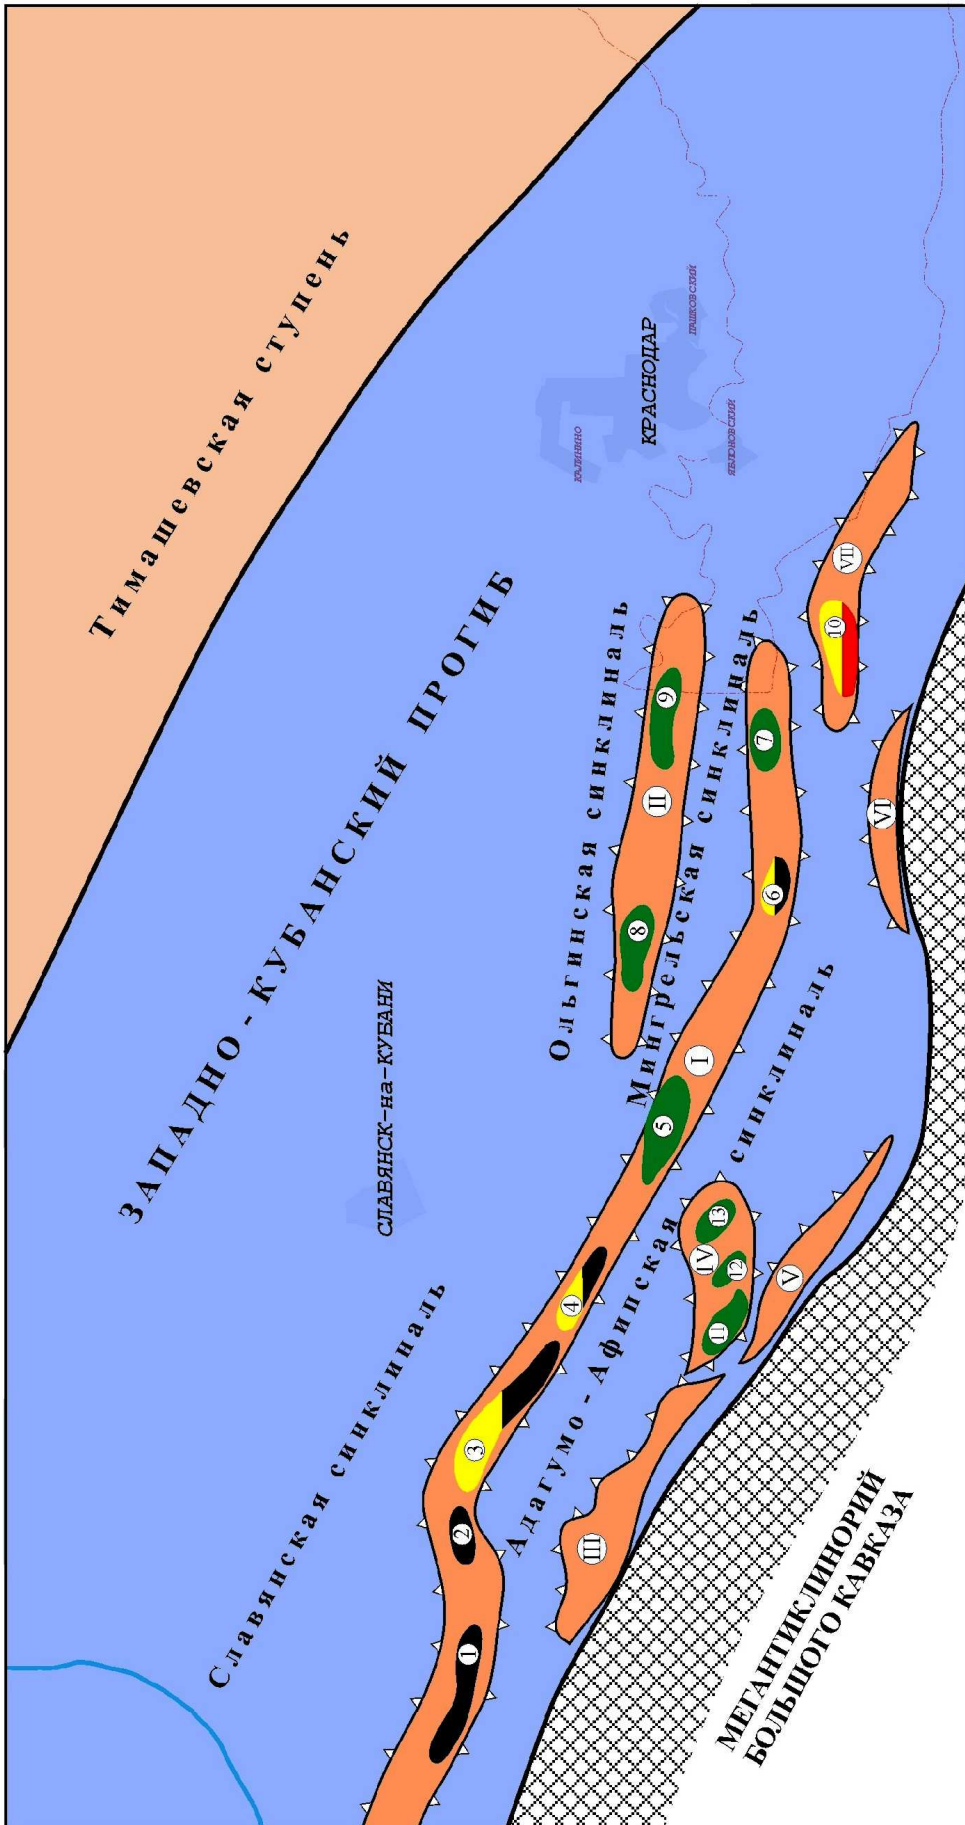 Тимашевская ступень
ЗАПАДНО - КУБАНСКИЙ ПРОГИБ
КРАСНОДАР
КАЛИНИНО
ПАШКОВСКИЙ
ЯБЛОНОВСКИЙ
СЛАВЯНСК-на-КУБАНИ
Славянская синклиналь
Ольгинская синклиналь
Мингрельская синклиналь
Адагумо - Афипская синклиналь
МЕГАНТИКЛИНОРИЙ
БОЛЬШОГО КАВКАЗА
1
2
3
4
5
I
6
7
8
II
9
10
VII
III
11
12
13
IV
V
VI